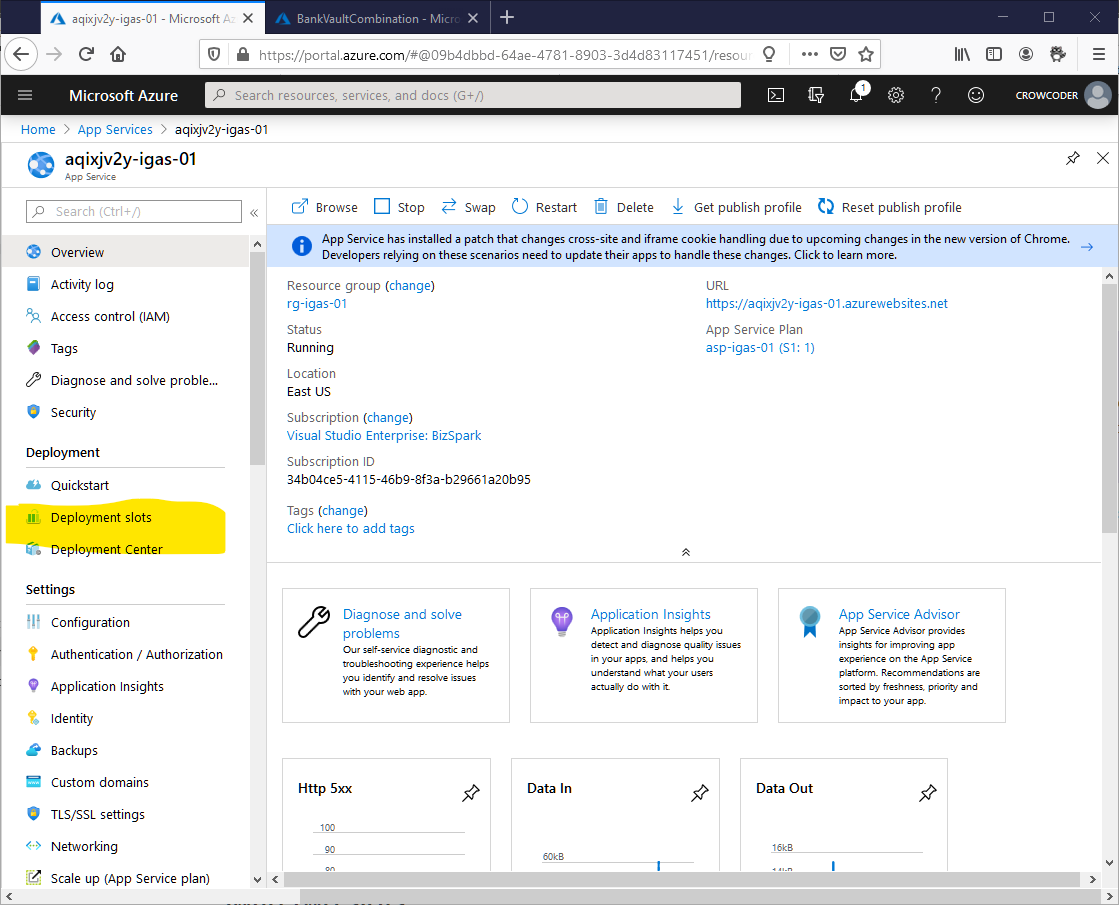 aqixjv2y-igas-01 - Microsoft Az
BankVaultCombination - Micro
https://portal.azure.com/#@09b4dbbd-64ae-4781-8903-3d4d83117451/resour
Microsoft Azure
Search resources, services, and docs (G+/)
1
CROWCODER
Home > App Services > aqixjv2y-igas-01
aqixjv2y-igas-01
App Service
Search (Ctrl+/)
«
Browse Stop Swap Restart Delete Get publish profile Reset publish profile
App Service has installed a patch that changes cross-site and iframe cookie handling due to upcoming changes in the new version of Chrome.
Developers relying on these scenarios need to update their apps to handle these changes. Click to learn more.
Overview
Activity log
Access control (IAM)
Tags
Diagnose and solve proble...
Security
Deployment
Quickstart
Deployment slots
Deployment Center
Settings
Configuration
Authentication / Authorization
Application Insights
Identity
Backups
Custom domains
TLS/SSL settings
Networking
Scale up (App Service plan)
Resource group (change)
rg-igas-01
Status
Running
Location
East US
Subscription (change)
Visual Studio Enterprise: BizSpark
Subscription ID
34b04ce5-4115-46b9-8f3a-b29661a20b95
Tags (change)
Click here to add tags
URL
https://aqixjv2y-igas-01.azurewebsites.net
App Service Plan
asp-igas-01 (S1: 1)
Diagnose and solve
problems
Our self-service diagnostic and
troubleshooting experience helps
you identify and resolve issues
with your web app.
Application Insights
Application Insights helps you
detect and diagnose quality issues
in your apps, and helps you
understand what your users
actually do with it.
App Service Advisor
App Service Advisor provides
insights for improving app
experience on the App Service
platform. Recommendations are
sorted by freshness, priority and
impact to your app.
Http 5xx
100
90
80
Data In
60kB
Data Out
16kB
14kB